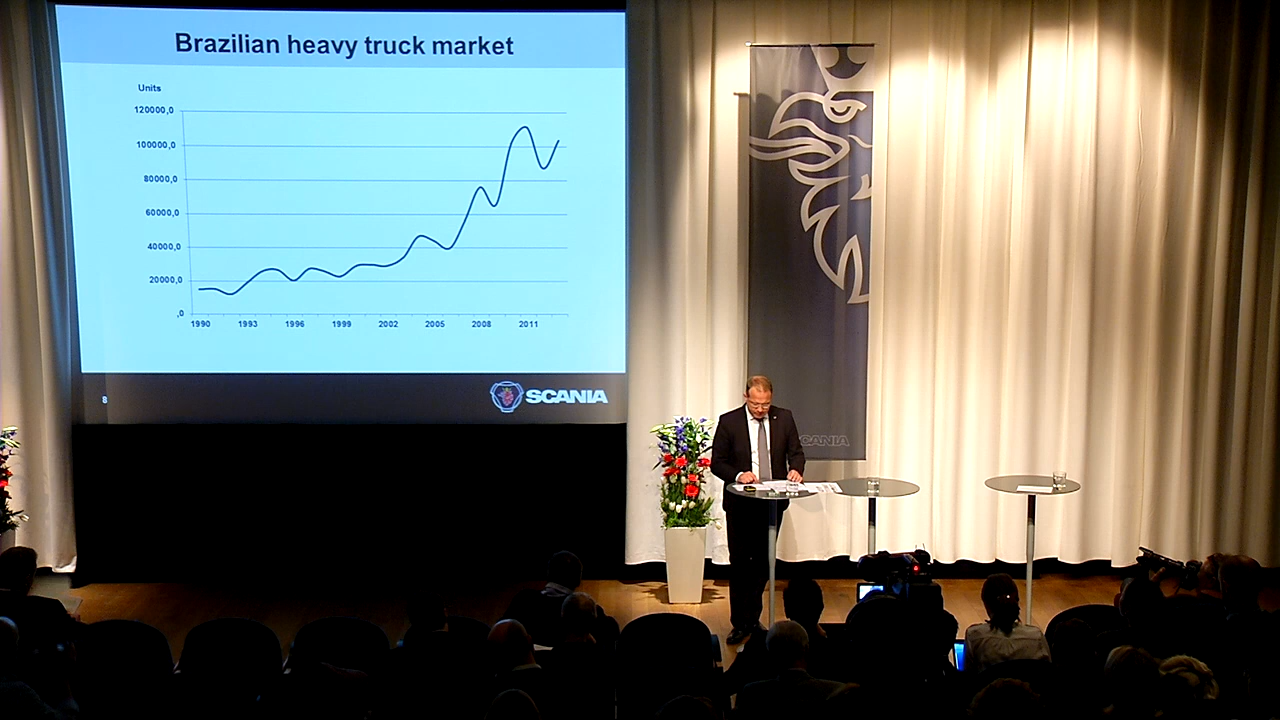 Brazilian heavy truck market
Units
120000,0
100000,0
80000,0
60000,0
40000,0
20000,0
,0
1990 1993 1996 1999 2002 2005 2008 2011
8
SCANIA
SCANIA